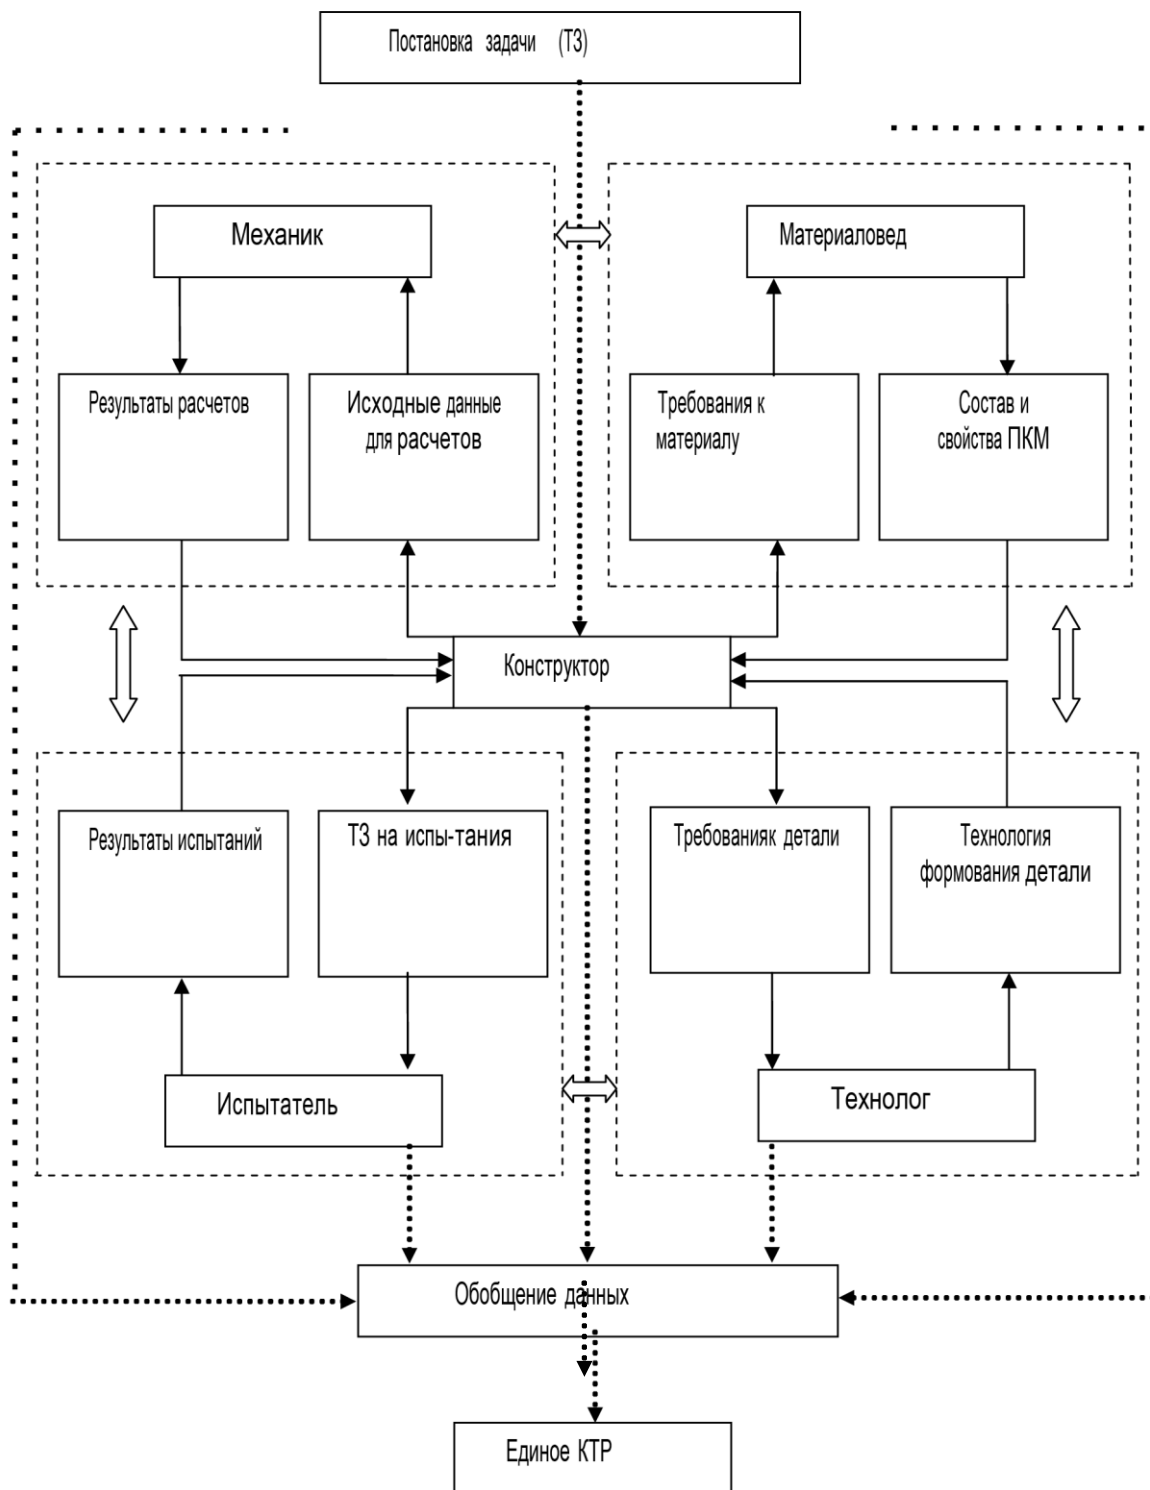 Постановка задачи (ТЗ)
Механик
Материаловед
Результаты расчетов
Исходные данные
для расчетов
Требования к
материалу
Состав и
свойства ПКМ
Конструктор
Результаты испытаний
ТЗ на испы-тания
Требованияк детали
Технология
формования детали
Испытатель
Технолог
Обобщение данных
Единое КТР